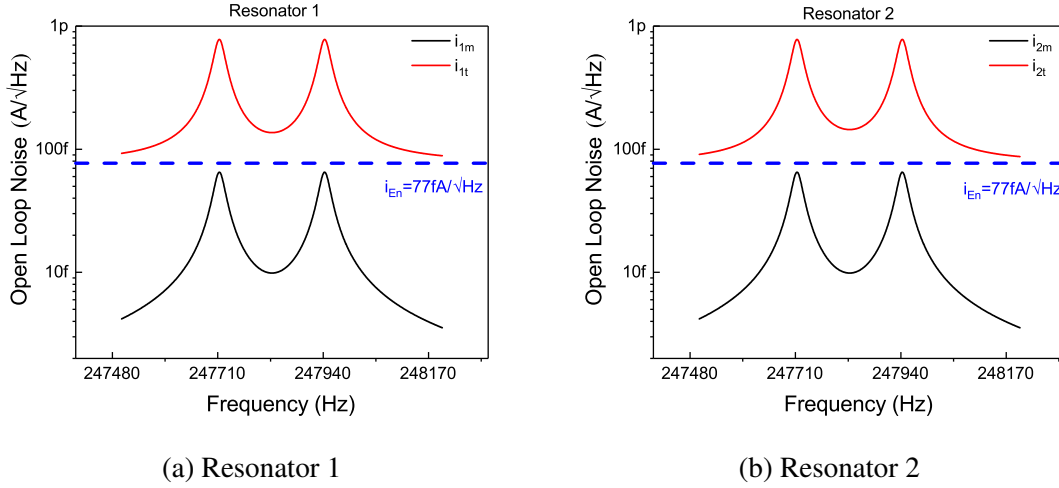 Resonator 1
1p
100f
10f
Open Loop Noise (A/√Hz)
i1m
i1t
iEn=77fA/√Hz
247480 247710 247940 248170
Frequency (Hz)
(a) Resonator 1
Resonator 2
1p
100f
10f
Open Loop Noise (A/√Hz)
i2m
i2t
iEn=77fA/√Hz
247480 247710 247940 248170
Frequency (Hz)
(b) Resonator 2